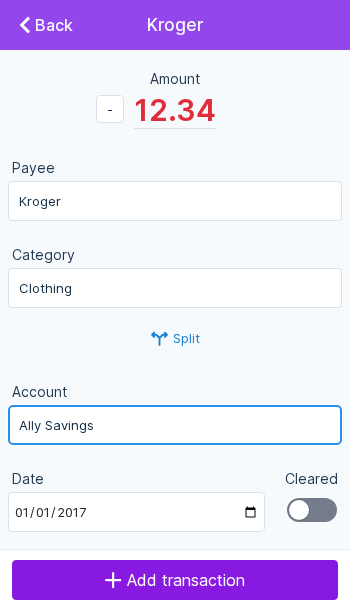 Back
Kroger
Amount
-
12.34
Payee
Kroger
Category
Clothing
Split
Account
Ally Savings
Date
Cleared
01/01/2017
Add transaction